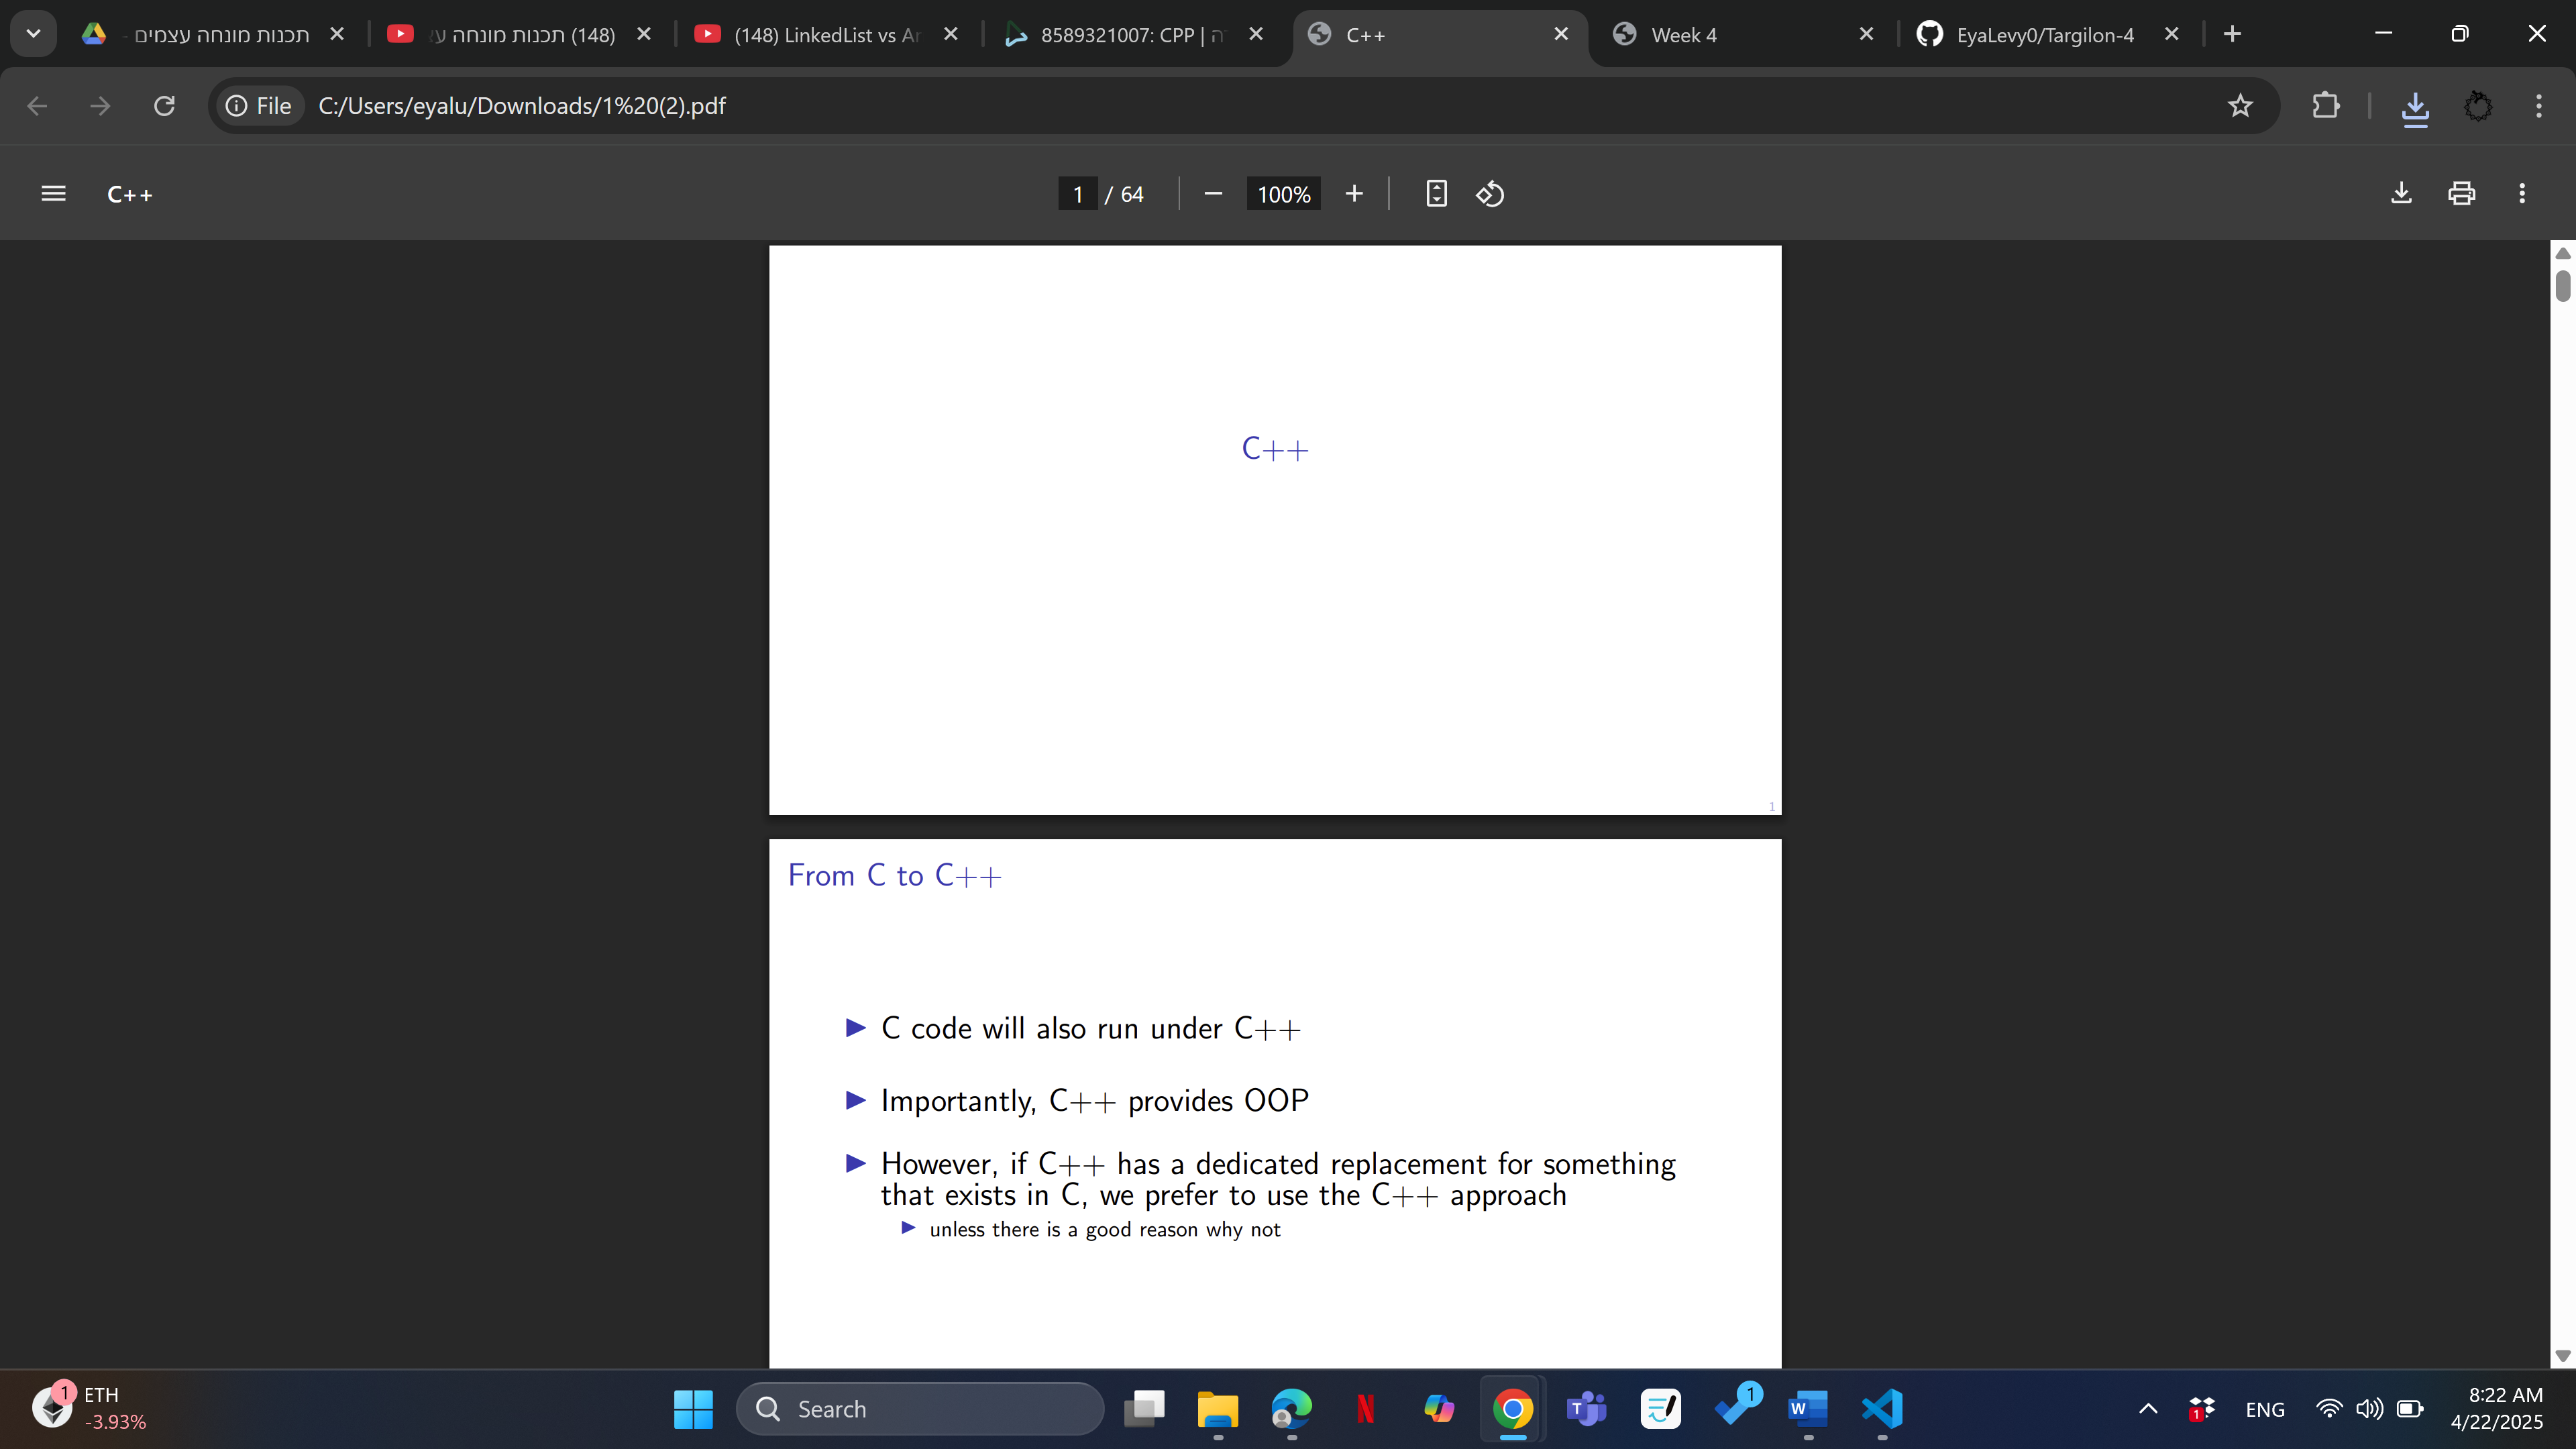 תכנות מונחה עצמים -
(148) תכנות מונחה
(148) LinkedList vs Ar
8589321007: CPP |
C++
Week 4
EyaLevy0/Targilon-4
File
C:/Users/eyalu/Downloads/1%20(2).pdf
C++
1 / 64
100%
C++
1
From C to C++
C code will also run under C++
Importantly, C++ provides OOP
However, if C++ has a dedicated replacement for something
that exists in C, we prefer to use the C++ approach
unless there is a good reason why not
1
ETH
-3.93%
Search
1
1
ENG
8:22 AM
4/22/2025